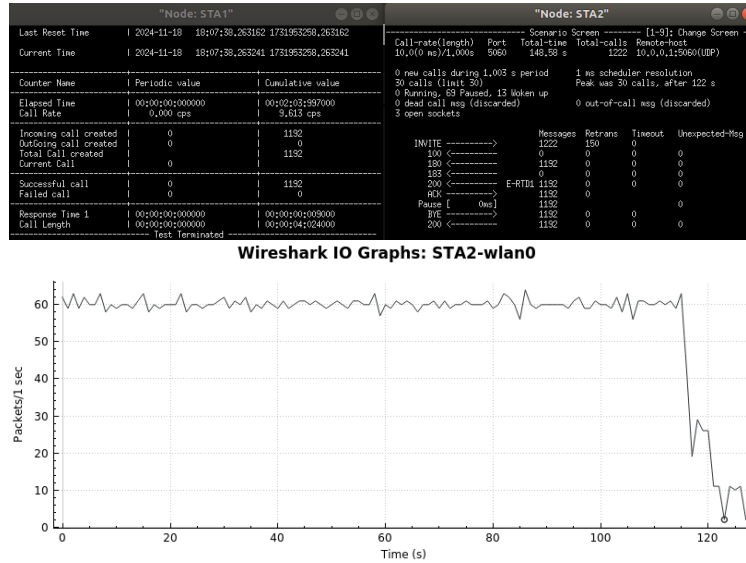 "Node: STA1"
Last Reset Time | 2024-11-18 18:07:38.263162 1731953258.263162
Current Time | 2024-11-18 18:07:38.263241 1731953258.263241
Counter Name | Periodic value | Cumulative value
Elapsed Time | 00:00:00:000000 | 00:02:03:997000
Call Rate | 0.000 cps | 9.613 cps
Incoming call created | 0 | 1192
OutGoing call created | 0 | 0
Total Call created | | 1192
Current Call | 0 |
Successful call | 0 | 1192
Failed call | 0 | 0
Response Time 1 | 00:00:00:000000 | 00:00:00:009000
Call Length | 00:00:00:000000 | 00:00:04:024000
------------------------------ Test Terminated --------------------------------
"Node: STA2"
------------------------------ Scenario Screen -------- [1-9]: Change Screen -
Call-rate(length) Port Total-time Total-calls Remote-host
10.0(0 ms)/1.000s 5060 148.58 s 1222 10.0.0.1:5060(UDP)
0 new calls during 1.003 s period 1 ms scheduler resolution
30 calls (limit 30) Peak was 30 calls, after 122 s
0 Running, 69 Paused, 13 Woken up
0 dead call msg (discarded) 0 out-of-call msg (discarded)
3 open sockets
Messages Retrans Timeout Unexpected-Msg
INVITE ----------> 1222 150 0
100 <---------- 0 0 0 0
180 <---------- 1192 0 0 0
183 <---------- 0 0 0 0
200 <---------- E-RTD1 1192 0 0 0
ACK ----------> 1192 0
Pause [ 0ms] 1192 0
BYE ----------> 1192 0 0
200 <---------- 1192 0 0 0
Wireshark IO Graphs: STA2-wlan0
Packets/1 sec
60
50
40
30
20
10
0
0 20 40 60 80 100 120
Time (s)